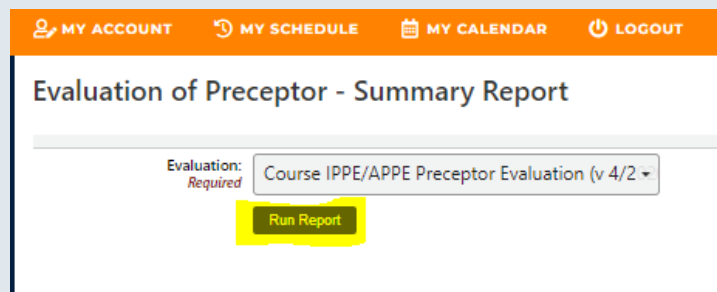 MY ACCOUNT MY SCHEDULE MY CALENDAR LOGOUT
Evaluation of Preceptor - Summary Report
Evaluation: Course IPPE/APPE Preceptor Evaluation (v 4/2
Required
Run Report